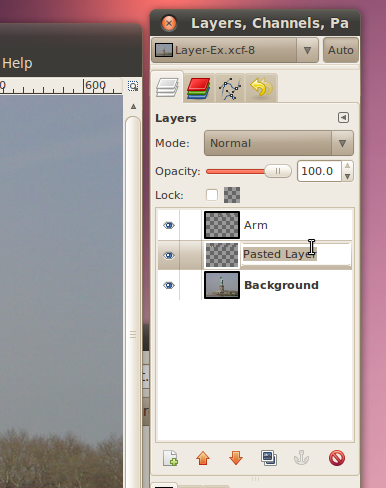 Layers, Channels, Pa
Help
Layer-Ex.xcf-8
Auto
600
Layers
Mode: Normal
Opacity: 100.0
Lock:
Arm
Pasted Layer
Background